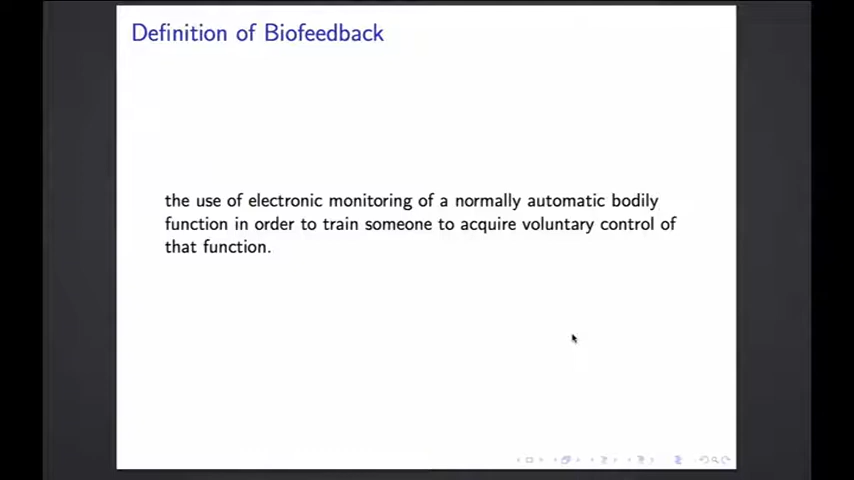 Definition of Biofeedback
the use of electronic monitoring of a normally automatic bodily
function in order to train someone to acquire voluntary control of
that function.